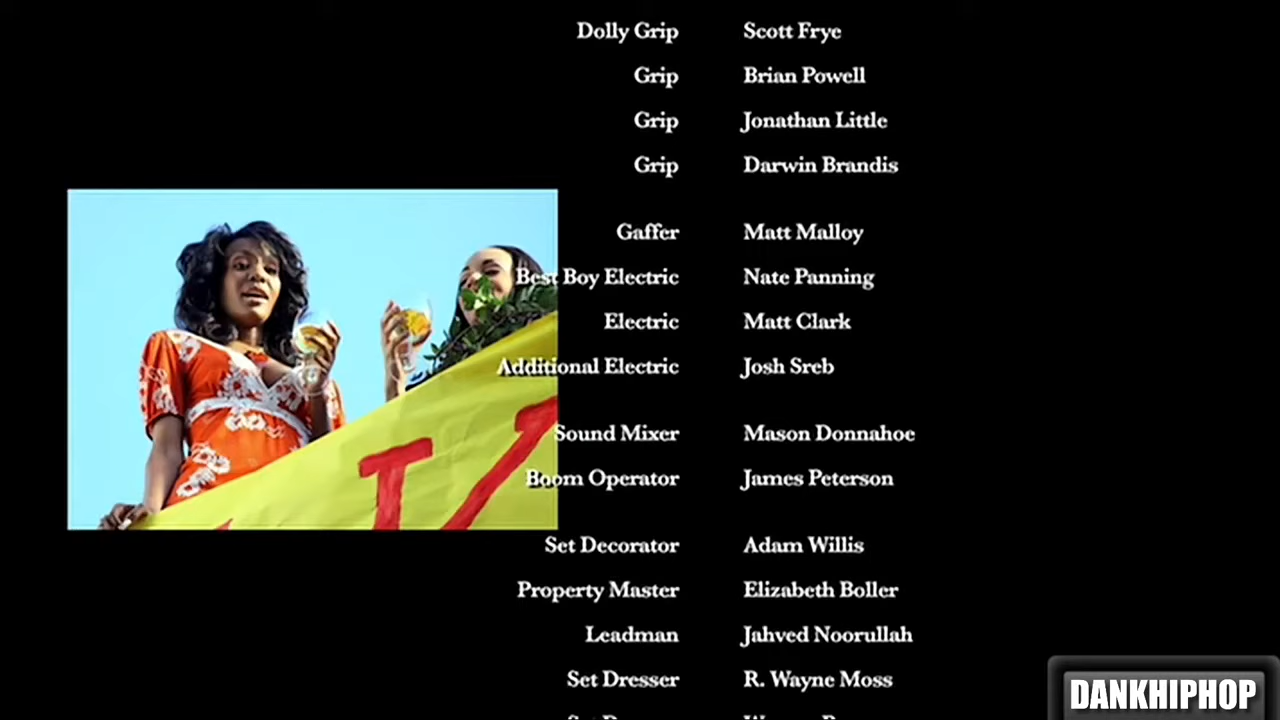 Dolly Grip Scott Frye
Grip Brian Powell
Grip Jonathan Little
Grip Darwin Brandis
Gaffer Matt Malloy
Best Boy Electric Nate Panning
Electric Matt Clark
Additional Electric Josh Sreb
Sound Mixer Mason Donnahoe
Boom Operator James Peterson
Set Decorator Adam Willis
Property Master Elizabeth Boller
Leadman Jahved Noorullah
Set Dresser R. Wayne Moss
DANKHIPHOP